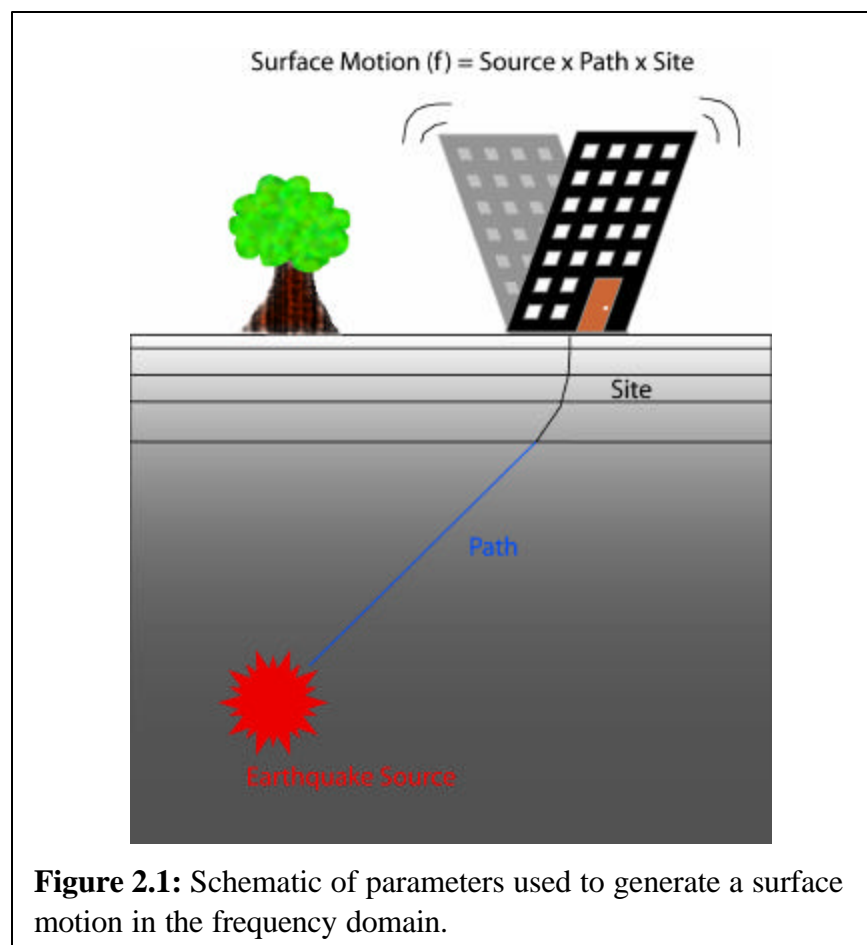 Surface Motion (f) = Source x Path x Site
Site
Path
Earthquake Source
Figure 2.1: Schematic of parameters used to generate a surface
motion in the frequency domain.